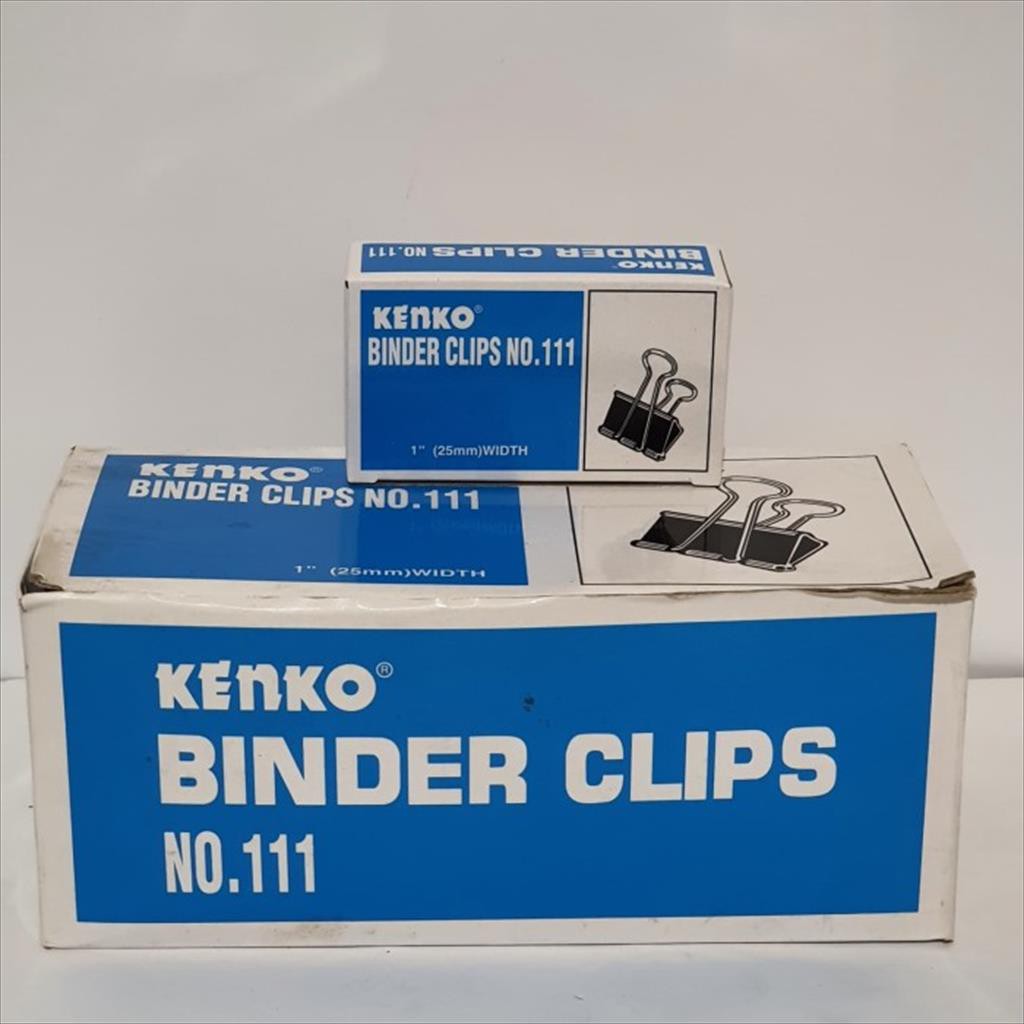 BINDER CLIPS NO.111
KENKO
KENKO®
BINDER CLIPS NO.111
1" (25mm)WIDTH
KENKO®
BINDER CLIPS NO.111
1" (25mm)WIDTH
KENKO®
BINDER CLIPS
NO.111